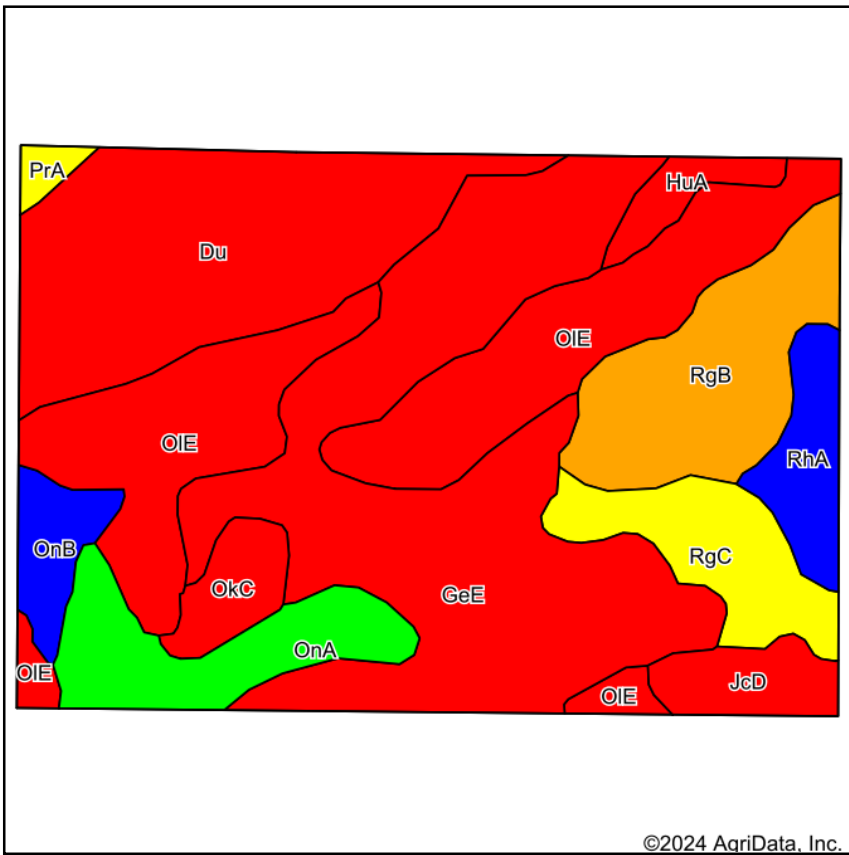 PrA
HuA
Du
OlE
RgB
OlE
RhA
OnB
RgC
OkC
GeE
OnA
OlE
JcD
OlE
©2024 AgriData, Inc.